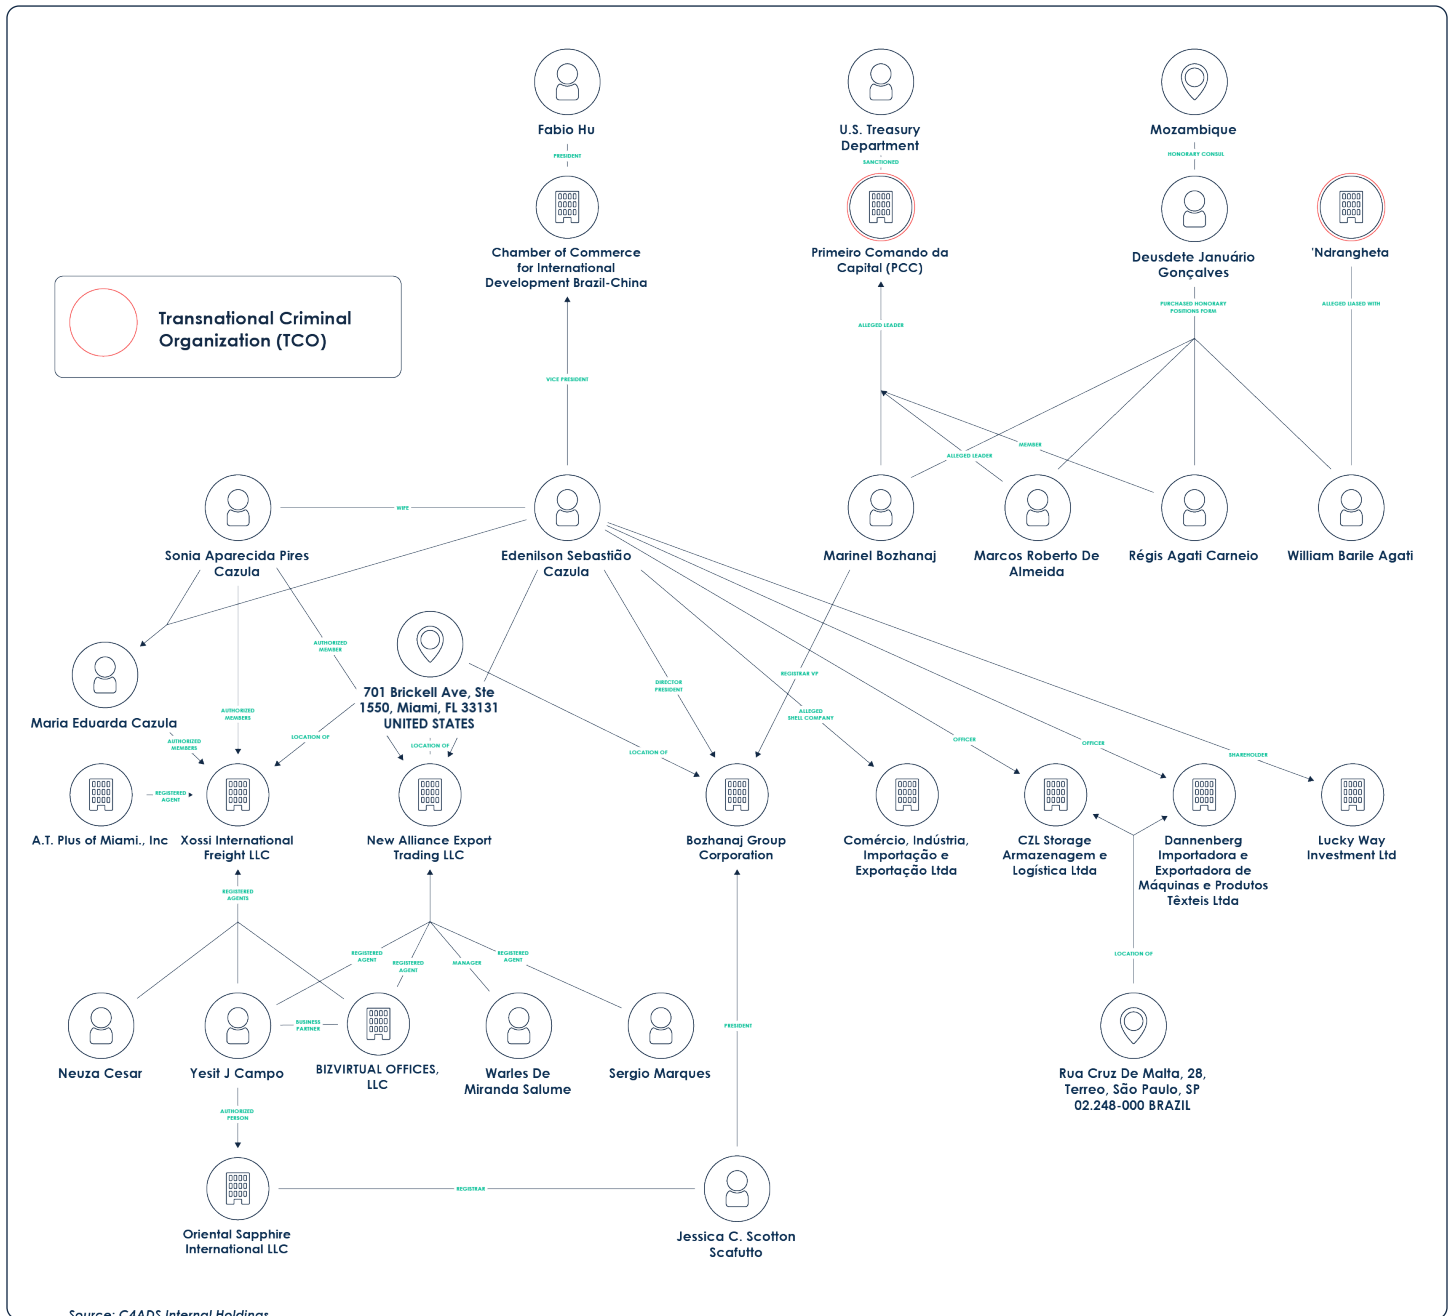 Fabio Hu
U.S. Treasury
Department
Mozambique
PRESIDENT
SANCTIONED
HONORARY CONSUL
Chamber of Commerce
for International
Development Brazil-China
Primeiro Comando da
Capital (PCC)
Deusdete Januário
Gonçalves
'Ndrangheta
Transnational Criminal
Organization (TCO)
VICE PRESIDENT
ALLEGED LEADER
PURCHASED HONORARY
POSITIONS FORM
ALLEGED LIASED WITH
ALLEGED LEADER
MEMBER
WIFE
Sonia Aparecida Pires
Cazula
Edenilson Sebastião
Cazula
Marinel Bozhanaj
Marcos Roberto De
Almeida
Régis Agati Carneio
William Barile Agati
AUTHORIZED
MEMBER
701 Brickell Ave, Ste
1550, Miami, FL 33131
UNITED STATES
DIRECTOR
PRESIDENT
REGISTRAR VP
Maria Eduarda Cazula
AUTHORIZED
MEMBERS
AUTHORIZED
MEMBERS
LOCATION OF
LOCATION OF
LOCATION OF
ALLEGED
SHELL COMPANY
OFFICER
OFFICER
SHAREHOLDER
REGISTERED
AGENT
A.T. Plus of Miami., Inc
Xossi International
Freight LLC
New Alliance Export
Trading LLC
Bozhanaj Group
Corporation
Comércio, Indústria,
Importação e
Exportação Ltda
CZL Storage
Armazenagem e
Logística Ltda
Dannenberg
Importadora e
Exportadora de
Máquinas e Produtos
Têxteis Ltda
Lucky Way
Investment Ltd
REGISTERED
AGENTS
REGISTERED
AGENT
REGISTERED
AGENT
MANAGER
REGISTERED
AGENT
LOCATION OF
BUSINESS
PARTNER
PRESIDENT
Neuza Cesar
Yesit J Campo
BIZVIRTUAL OFFICES,
LLC
Warles De
Miranda Salume
Sergio Marques
Rua Cruz De Malta, 28,
Terreo, São Paulo, SP
02.248-000 BRAZIL
AUTHORIZED
PERSON
REGISTRAR
Oriental Sapphire
International LLC
Jessica C. Scotton
Scafutto
Source: C4ADS Internal Holdings